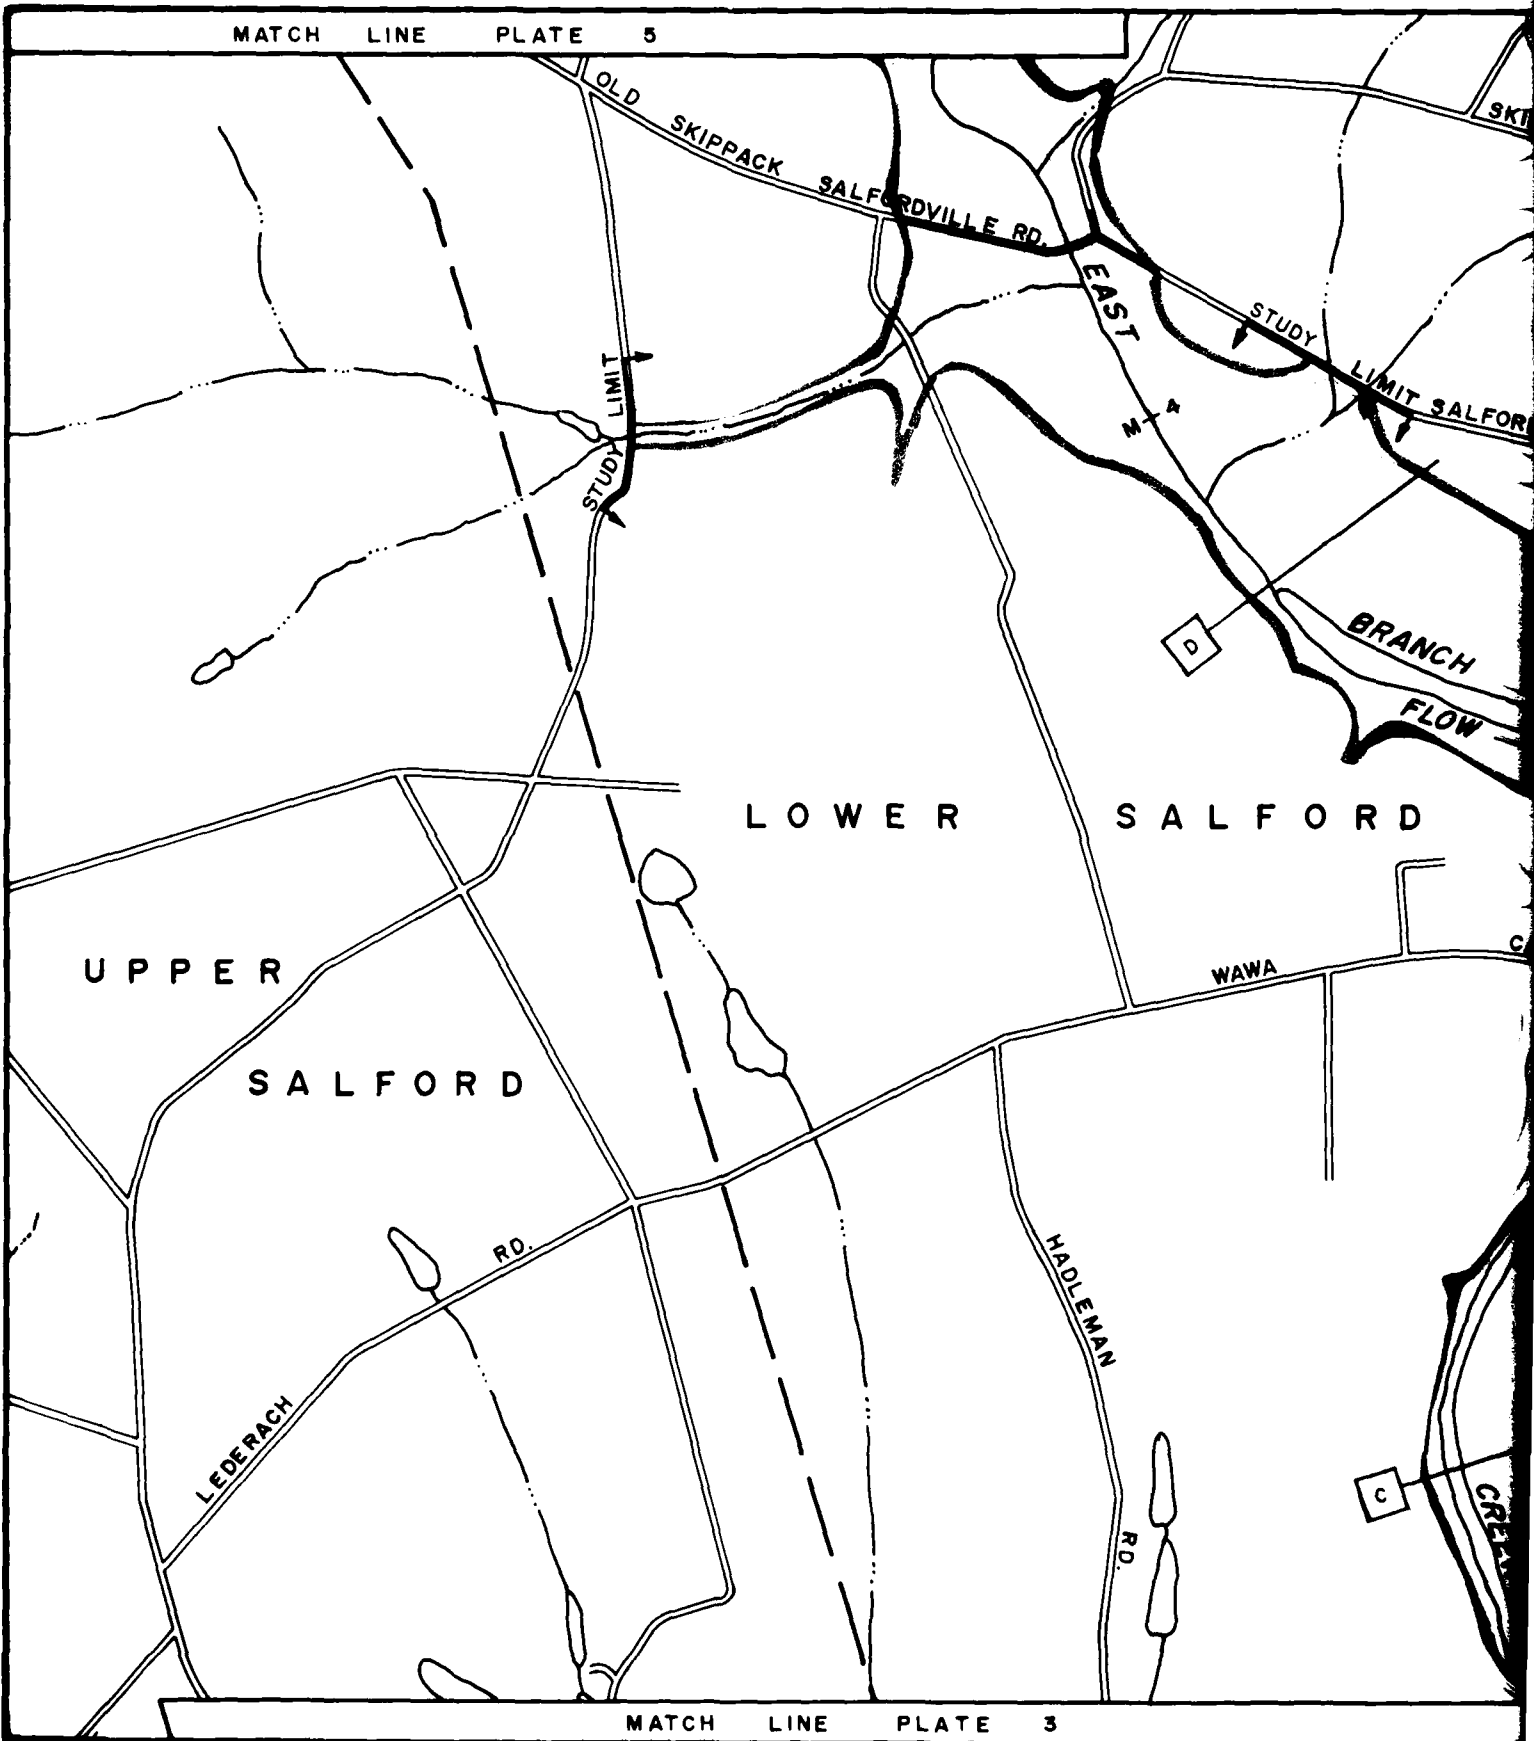 MATCH LINE PLATE 5
OLD SKIPPACK SALFORDVILLE RD.
EAST
STUDY LIMIT
SALFOR
STUDY LIMIT
M-4
D
BRANCH
FLOW
LOWER SALFORD
UPPER
SALFORD
WAWA
RD.
LEDERACH
HADLEMAN
RD.
C
MATCH LINE PLATE 3